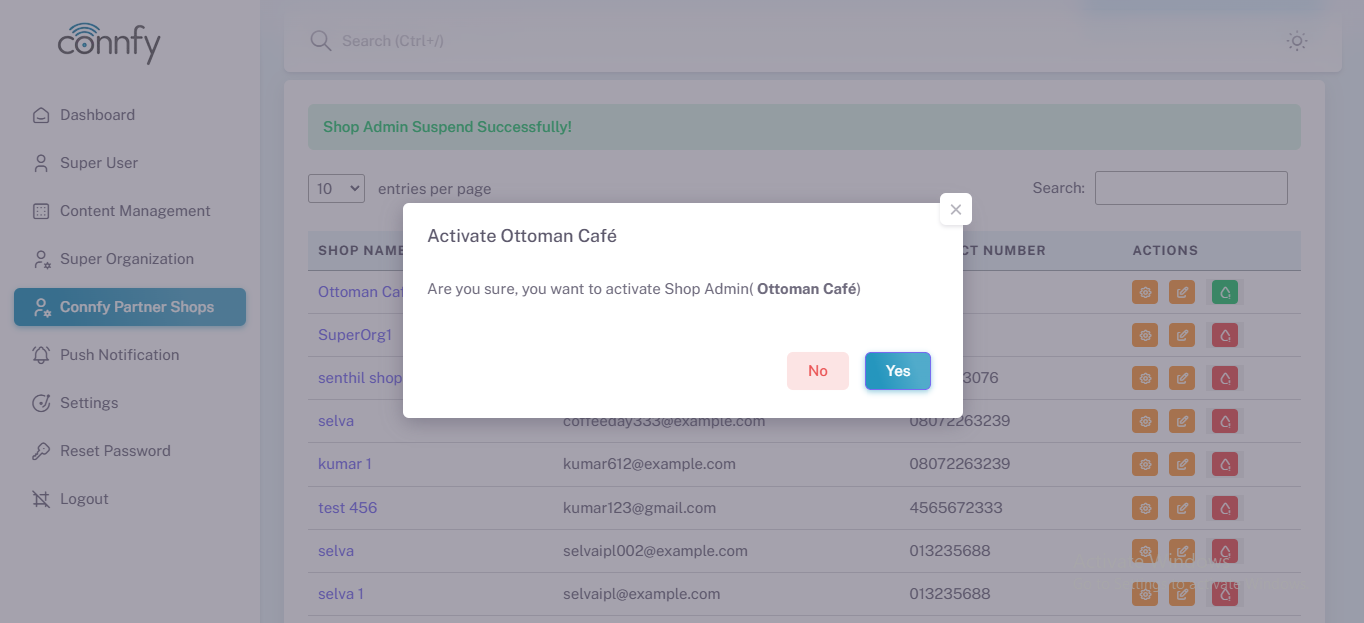 connfy
Search (Ctrl+/)
Dashboard
Super User
Content Management
Super Organization
Connfy Partner Shops
Push Notification
Settings
Reset Password
Logout
Shop Admin Suspend Successfully!
10 entries per page
Search:
Activate Ottoman Café
Are you sure, you want to activate Shop Admin( Ottoman Café)
No Yes
SHOP NAME NUMBER ACTIONS
Ottoman
SuperOrg1
senthil shop
selva coffeeday333@example.com 08072263239
kumar 1 kumar612@example.com 08072263239
test 456 kumar123@gmail.com 4565672333
selva selvaipl002@example.com 013235688
selva 1 selvaipl@example.com 013235688
Activate Windows